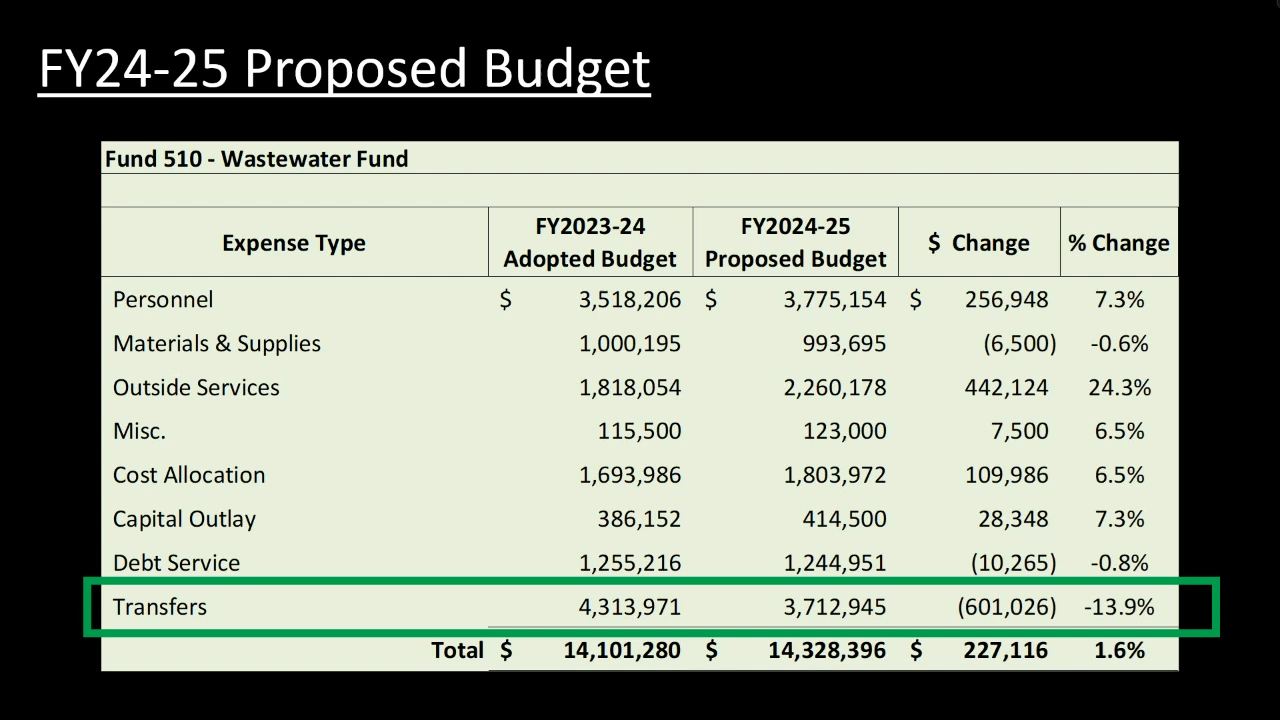 FY24-25 Proposed Budget
Fund 510 - Wastewater Fund
Expense Type FY2023-24 Adopted Budget FY2024-25 Proposed Budget $ Change % Change
Personnel $ 3,518,206 $ 3,775,154 $ 256,948 7.3%
Materials & Supplies 1,000,195 993,695 (6,500) -0.6%
Outside Services 1,818,054 2,260,178 442,124 24.3%
Misc. 115,500 123,000 7,500 6.5%
Cost Allocation 1,693,986 1,803,972 109,986 6.5%
Capital Outlay 386,152 414,500 28,348 7.3%
Debt Service 1,255,216 1,244,951 (10,265) -0.8%
Transfers 4,313,971 3,712,945 (601,026) -13.9%
Total $ 14,101,280 $ 14,328,396 $ 227,116 1.6%